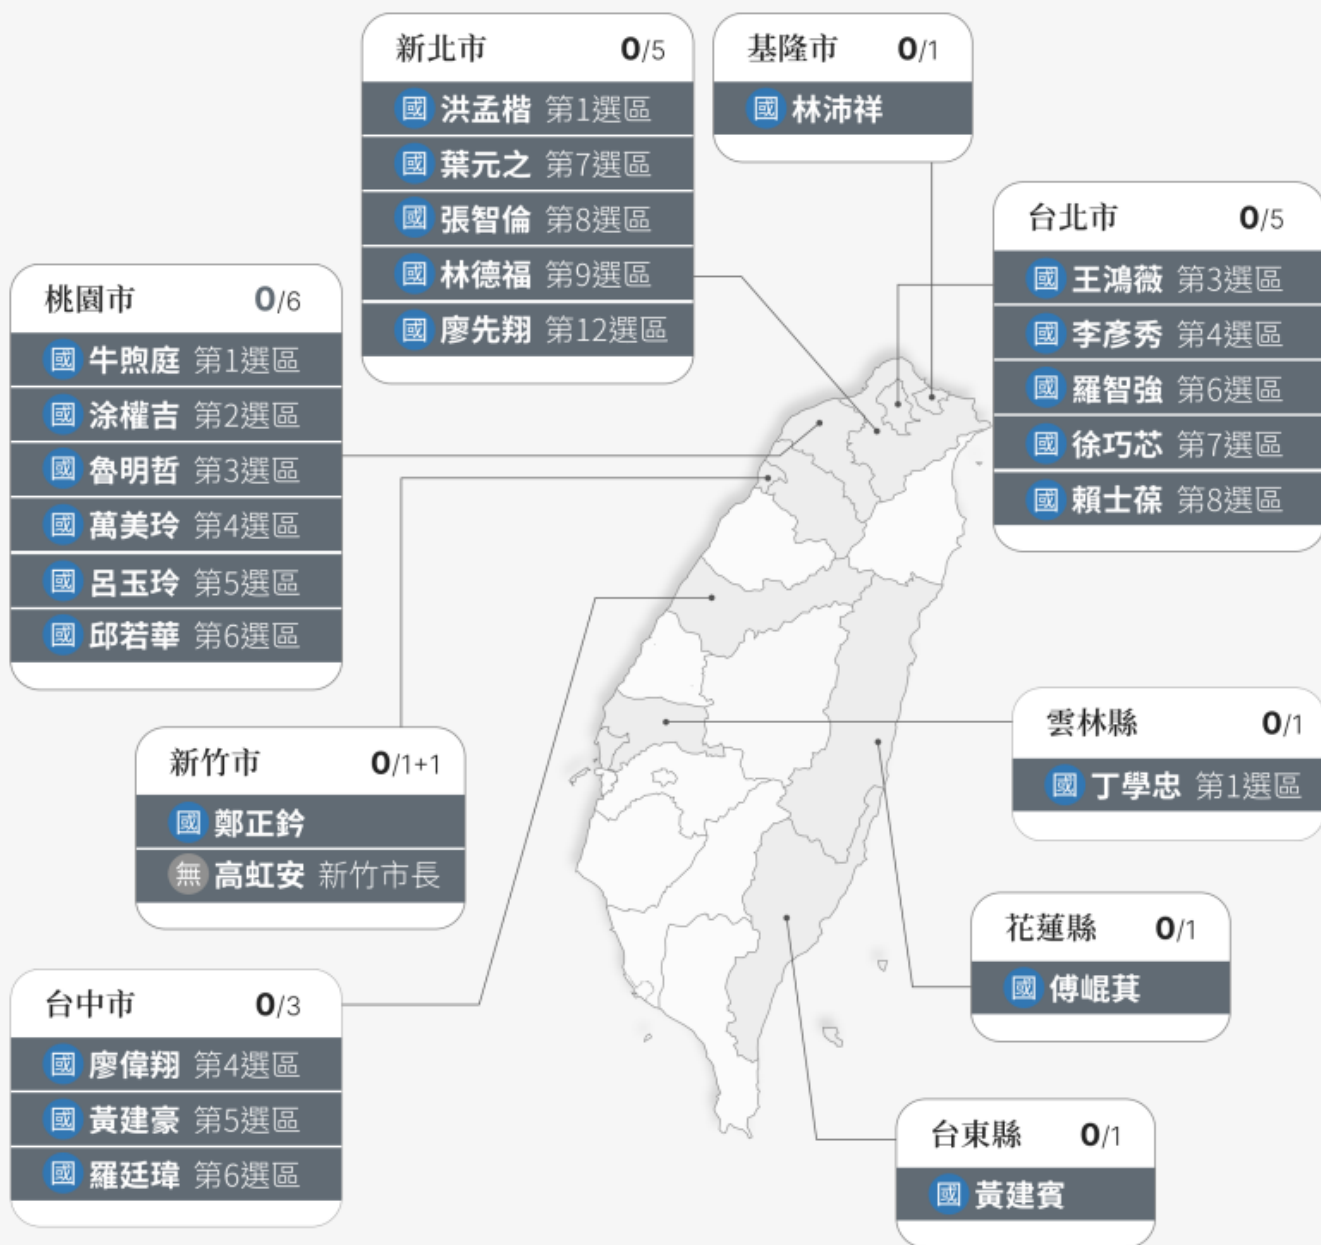 新北市 0/5
國 洪孟楷 第1選區
國 葉元之 第7選區
國 張智倫 第8選區
國 林德福 第9選區
國 廖先翔 第12選區
基隆市 0/1
國 林沛祥
台北市 0/5
國 王鴻薇 第3選區
國 李彥秀 第4選區
國 羅智強 第6選區
國 徐巧芯 第7選區
國 賴士葆 第8選區
桃園市 0/6
國 牛煦庭 第1選區
國 涂權吉 第2選區
國 魯明哲 第3選區
國 萬美玲 第4選區
國 呂玉玲 第5選區
國 邱若華 第6選區
新竹市 0/1+1
國 鄭正鈐
無 高虹安 新竹市長
雲林縣 0/1
國 丁學忠 第1選區
花蓮縣 0/1
國 傅崐萁
台中市 0/3
國 廖偉翔 第4選區
國 黃建豪 第5選區
國 羅廷瑋 第6選區
台東縣 0/1
國 黃建賓